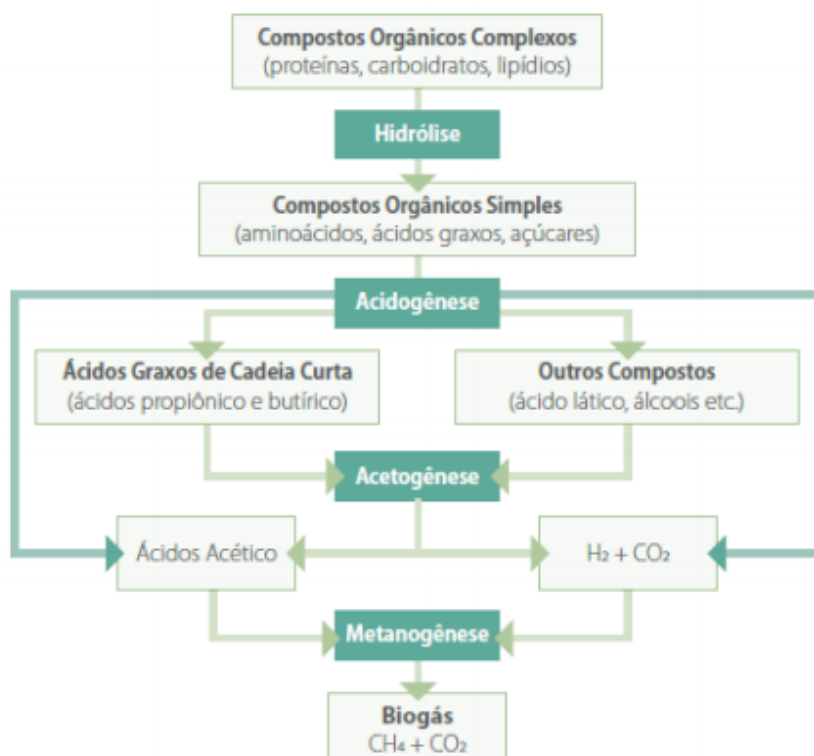 Compostos Orgânicos Complexos
(proteínas, carboidratos, lipídios)
Hidrólise
Compostos Orgânicos Simples
(aminoácidos, ácidos graxos, açúcares)
Acidogênese
Ácidos Graxos de Cadeia Curta
(ácidos propiônico e butírico)
Outros Compostos
(ácido lático, álcoois etc.)
Acetogênese
Ácidos Acético
H₂ + CO₂
Metanogênese
Biogás
CH₄ + CO₂